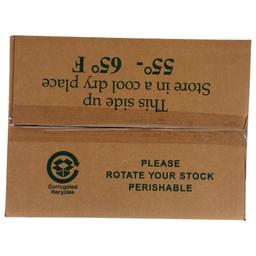 This side up
Store in a cool dry place
55°- 65° F
PLEASE
ROTATE YOUR STOCK
PERISHABLE
Corrugated
Recycles